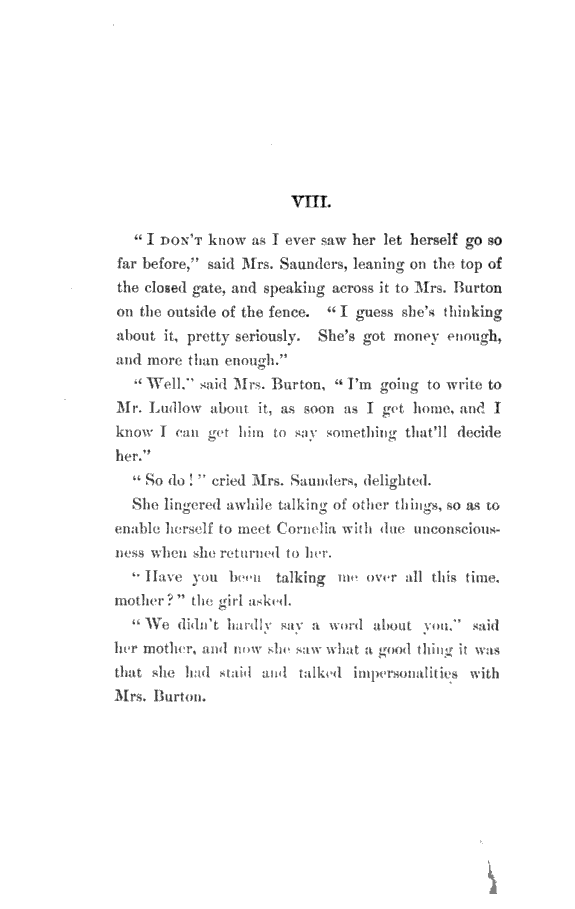 VIII.
“I DON’T know as I ever saw her let herself go so
far before,” said Mrs. Saunders, leaning on the top of
the closed gate, and speaking across it to Mrs. Burton
on the outside of the fence. “I guess she’s thinking
about it, pretty seriously. She’s got money enough,
and more than enough.”
“Well,” said Mrs. Burton, “I’m going to write to
Mr. Ludlow about it, as soon as I get home, and I
know I can get him to say something that’ll decide
her.”
“So do!” cried Mrs. Saunders, delighted.
She lingered awhile talking of other things, so as to
enable herself to meet Cornelia with due unconscious-
ness when she returned to her.
“Have you been talking me over all this time,
mother?” the girl asked.
“We didn’t hardly say a word about you,” said
her mother, and now she saw what a good thing it was
that she had staid and talked impersonalities with
Mrs. Burton.